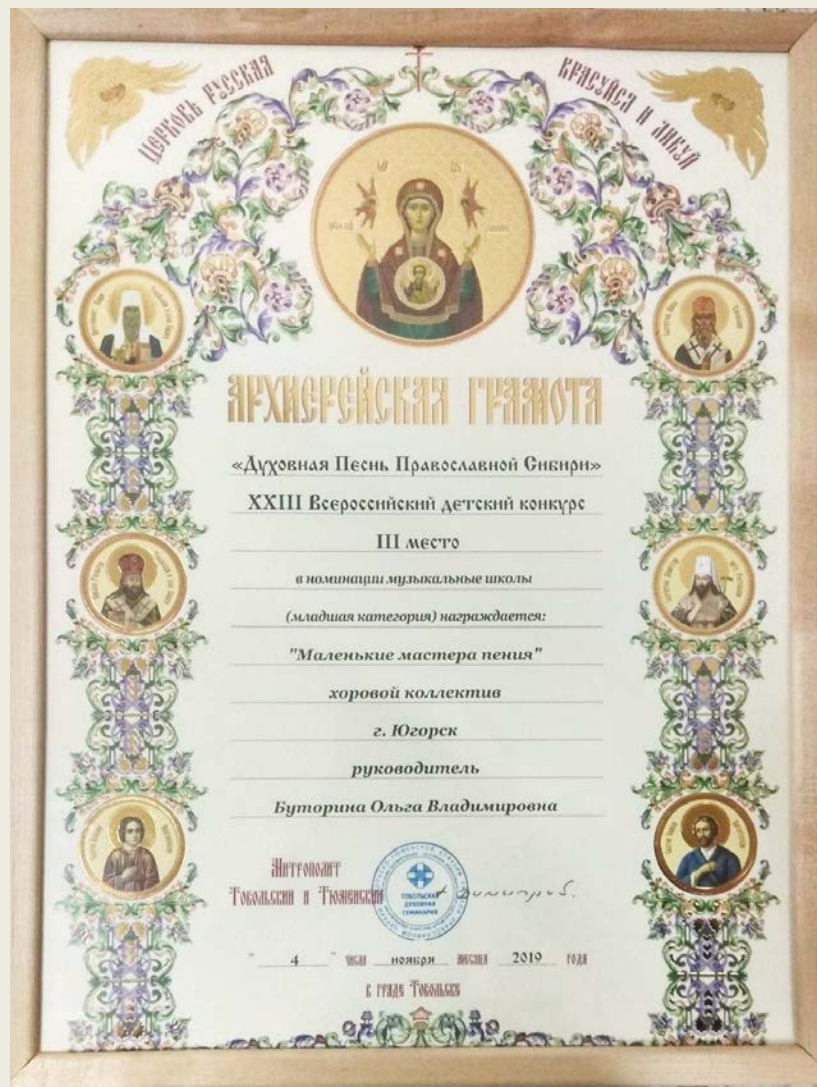 ЦЕРКОВЬ РУССКАЯ
КРАСУЙСЯ И ЛИКУЙ
АРХИЕРЕЙСКАЯ ГРАМОТА
«Духовная Песнь Православной Сибири»
XXIII Всероссийский детский конкурс
III место
в номинации музыкальные школы
(младшая категория) награждается:
"Маленькие мастера пения"
хоровой коллектив
г. Югорск
руководитель
Буторина Ольга Владимировна
Митрополит
Тобольский и Тюменский
ТОБОЛЬСКАЯ
ДУХОВНАЯ
СЕМИНАРИЯ
+ Димитрий.
" 4 " числа ноября месяца 2019 года
в граде Тобольске